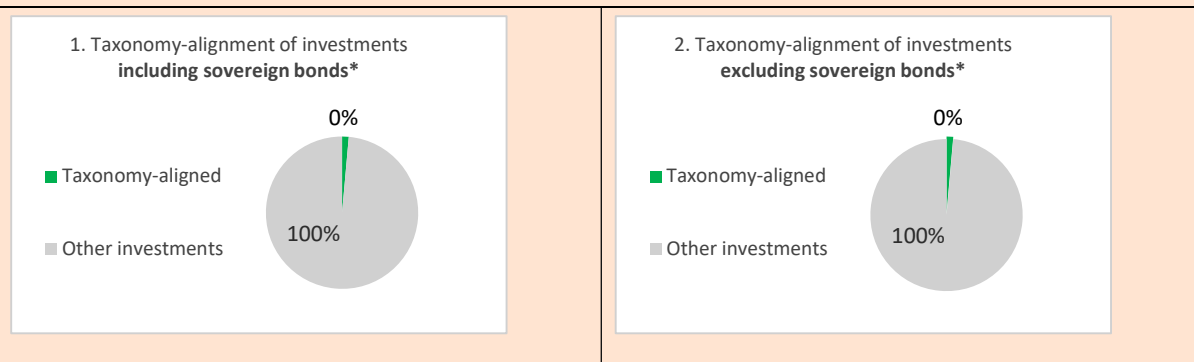 1. Taxonomy-alignment of investments
including sovereign bonds*
0%
Taxonomy-aligned
100%
Other investments
2. Taxonomy-alignment of investments
excluding sovereign bonds*
0%
Taxonomy-aligned
100%
Other investments